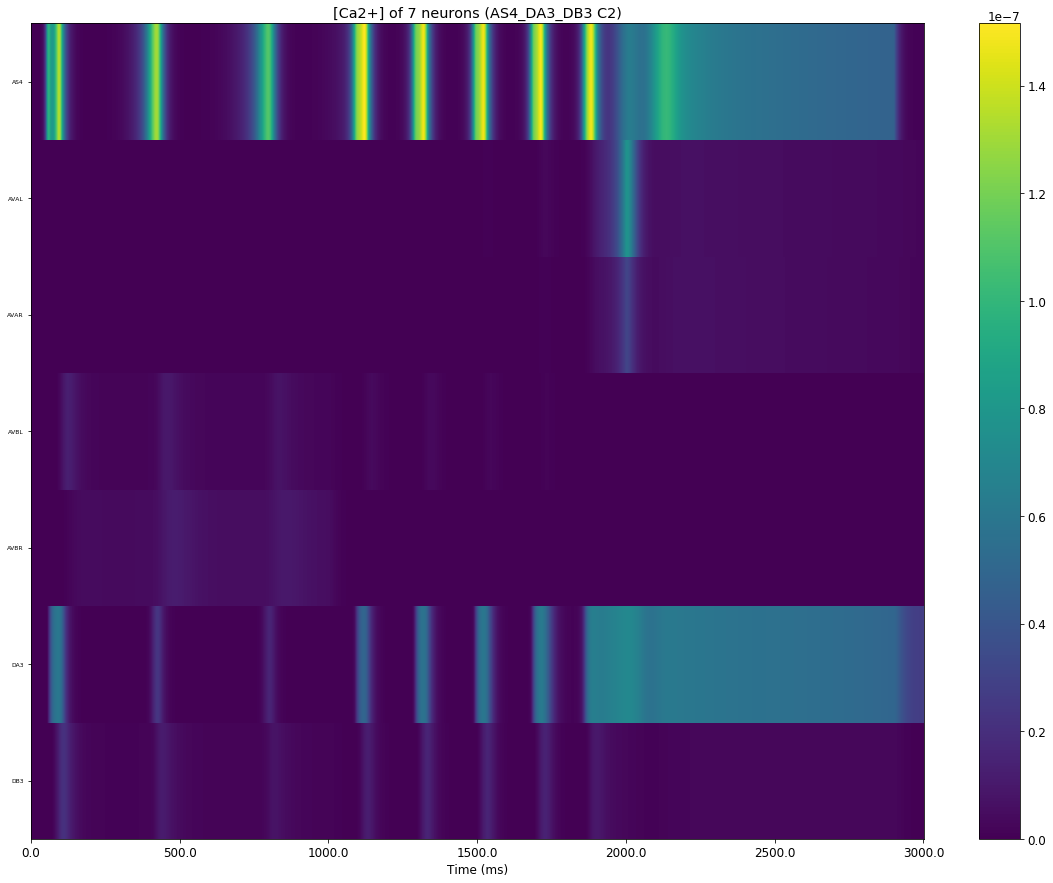 [Ca2+] of 7 neurons (AS4_DA3_DB3 C2)
1e−7
AS4
AVAL
AVAR
AVBL
AVBR
DA3
DB3
1.4
1.2
1.0
0.8
0.6
0.4
0.2
0.0
0.0 500.0 1000.0 1500.0 2000.0 2500.0 3000.0
Time (ms)